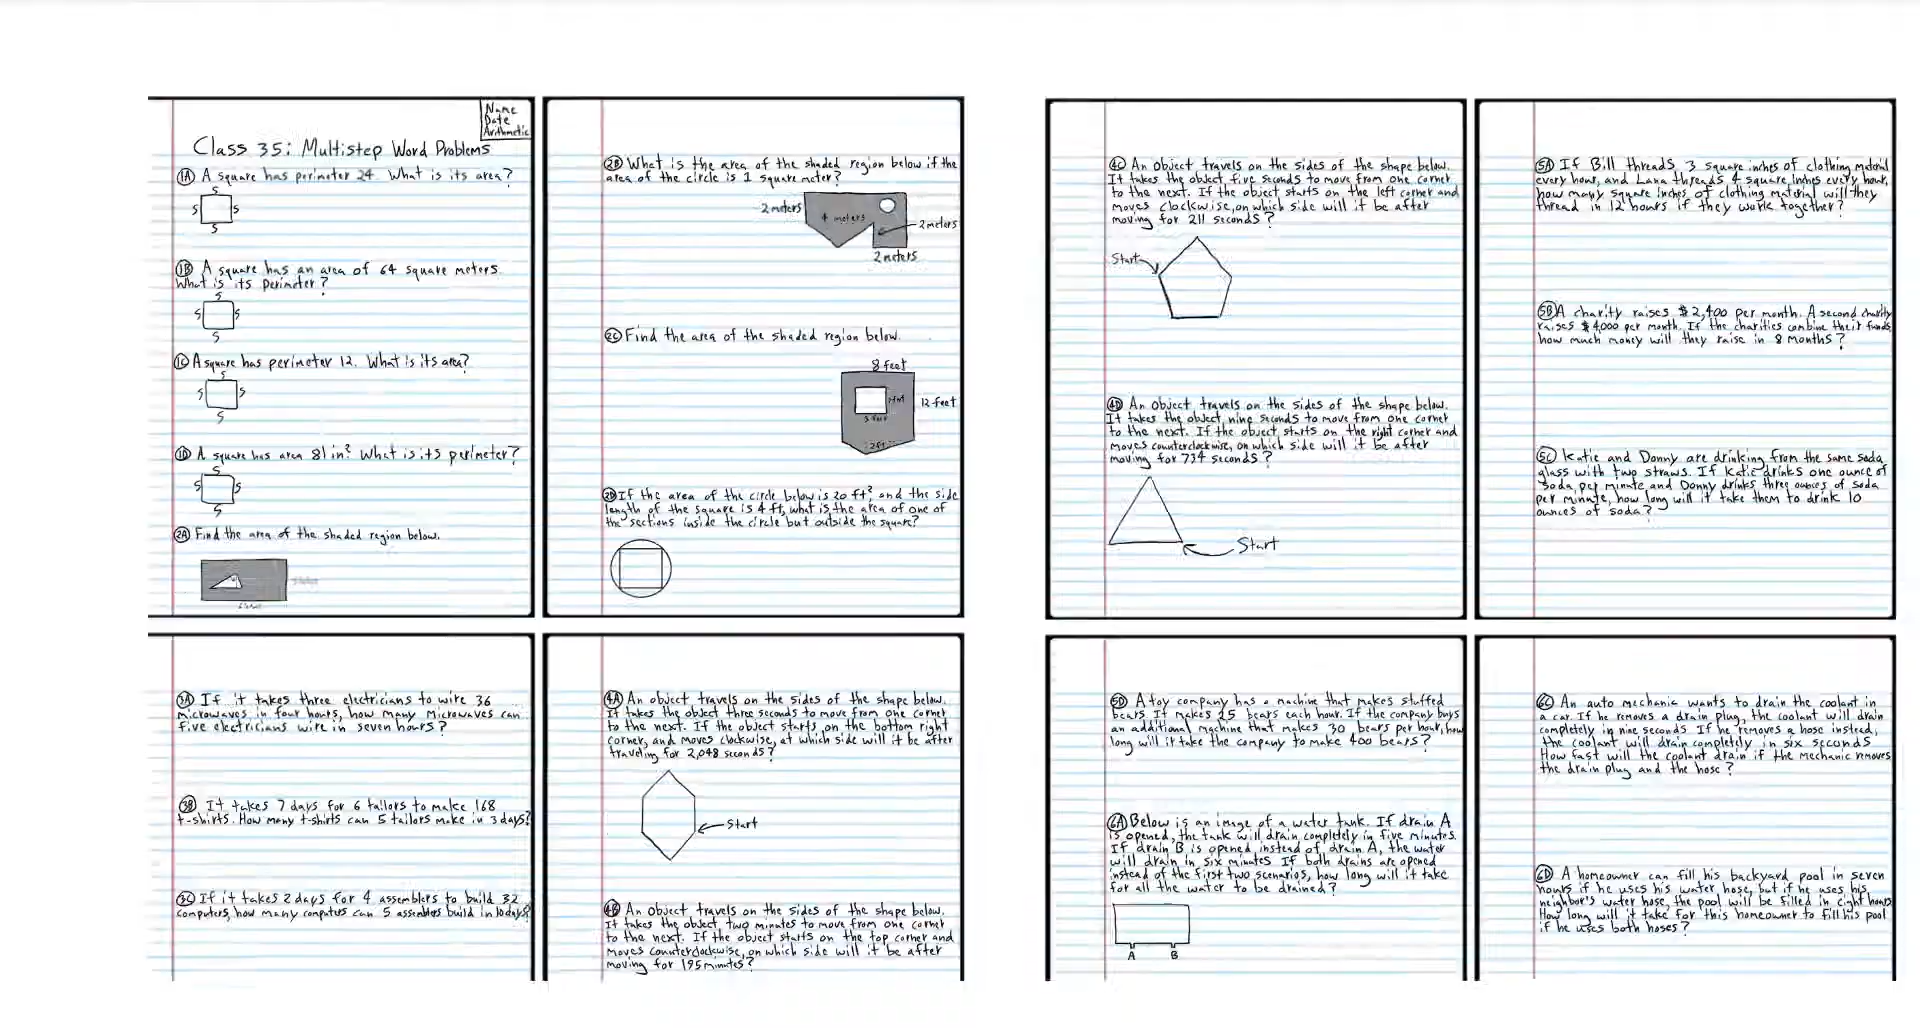 Name
Date
Arithmetic
Class 35: Multistep Word Problems
1A A square has perimeter 24. What is its area?
S
S
S
S
1B A square has an area of 64 square meters.
What is its perimeter?
S
S
S
S
1C A square has perimeter 12. What is its area?
S
S
S
S
1D A square has area 81 in². What is its perimeter?
S
S
S
S
2A Find the area of the shaded region below.
2B What is the area of the shaded region below if the
area of the circle is 1 square meter?
2 meters
4 meters
2 meters
2 meters
2C Find the area of the shaded region below.
8 feet
12 feet
2D If the area of the circle below is 20 ft², and the side
length of the square is 4 ft, what is the area of one of
the sections inside the circle but outside the square?
3A If it takes three electricians to wire 36
microwaves in four hours, how many microwaves can
five electricians wire in seven hours?
3B It takes 7 days for 6 tailors to make 168
t-shirts. How many t-shirts can 5 tailors make in 3 days?
3C If it takes 2 days for 4 assemblers to build 32
computers, how many computers can 5 assemblers build in 10 days?
4A An object travels on the sides of the shape below.
It takes the object three seconds to move from one corner
to the next. If the object starts on the bottom right
corner, and moves clockwise, at which side will it be after
traveling for 2,048 seconds?
Start
4B An object travels on the sides of the shape below.
It takes the object two minutes to move from one corner
to the next. If the object starts on the top corner and
moves counterclockwise, on which side will it be after
moving for 195 minutes?
4C An object travels on the sides of the shape below.
It takes the object five seconds to move from one corner
to the next. If the object starts on the left corner and
moves clockwise, on which side will it be after
moving for 211 seconds?
Start
4D An object travels on the sides of the shape below.
It takes the object nine seconds to move from one corner
to the next. If the object starts on the right corner and
moves counterclockwise, on which side will it be after
moving for 734 seconds?
Start
5A If Bill threads 3 square inches of clothing material
every hour, and Lana threads 4 square inches every hour,
how many square inches of clothing material will they
thread in 12 hours if they work together?
5B A charity raises $2,400 per month. A second charity
raises $4,000 per month. If the charities combine their funds,
how much money will they raise in 8 months?
5C Katie and Donny are drinking from the same soda
glass with two straws. If Katie drinks one ounce of
soda per minute and Donny drinks three ounces of soda
per minute, how long will it take them to drink 10
ounces of soda?
5D A toy company has a machine that makes stuffed
bears. It makes 25 bears each hour. If the company buys
an additional machine that makes 30 bears per hour, how
long will it take the company to make 400 bears?
6A Below is an image of a water tank. If drain A
is opened, the tank will drain completely in five minutes.
If drain B is opened instead of drain A, the water
will drain in six minutes. If both drains are opened
instead of the first two scenarios, how long will it take
for all the water to be drained?
A B
6C An auto mechanic wants to drain the coolant in
a car. If he removes a drain plug, the coolant will drain
completely in nine seconds. If he removes a hose instead,
the coolant will drain completely in six seconds
How fast will the coolant drain if the mechanic removes
the drain plug and the hose?
6D A homeowner can fill his backyard pool in seven
hours if he uses his water hose, but if he uses his
neighbor's water hose, the pool will be filled in eight hours
How long will it take for this homeowner to fill his pool
if he uses both hoses?